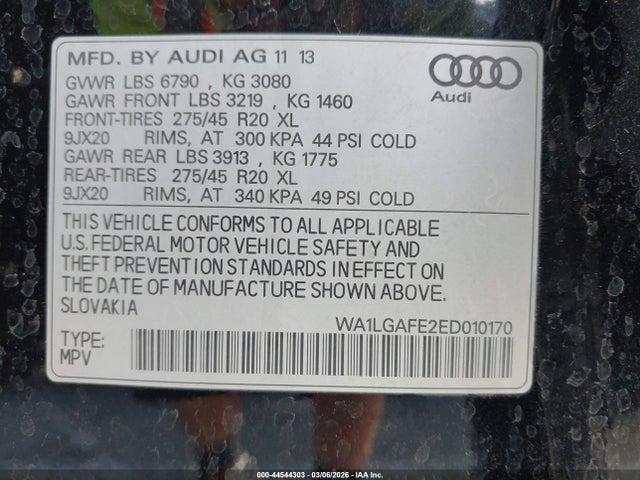 MFD. BY AUDI AG 11 13
GVWR LBS 6790 , KG 3080
GAWR FRONT LBS 3219 , KG 1460
FRONT-TIRES 275/45 R20 XL
9JX20 RIMS, AT 300 KPA 44 PSI COLD
GAWR REAR LBS 3913 , KG 1775
REAR-TIRES 275/45 R20 XL
9JX20 RIMS, AT 340 KPA 49 PSI COLD
Audi
THIS VEHICLE CONFORMS TO ALL APPLICABLE
U.S. FEDERAL MOTOR VEHICLE SAFETY AND
THEFT PREVENTION STANDARDS IN EFFECT ON
THE DATE OF MANUFACTURE SHOWN ABOVE.
SLOVAKIA
WA1LGAFE2ED010170
TYPE:
MPV
000-44544303 - 03/06/2026 - IAA Inc.